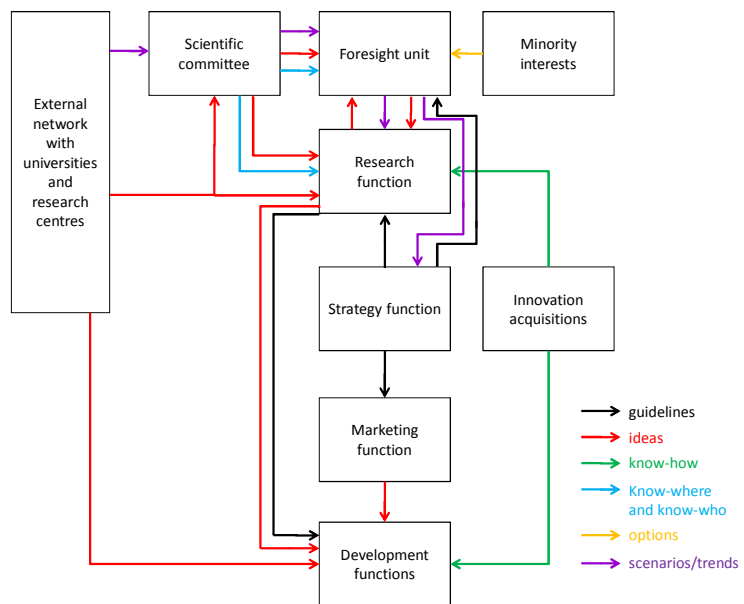 External
network
with
universities
and
research
centres
Scientific
committee
Foresight unit
Minority
interests
Research
function
Strategy function
Innovation
acquisitions
Marketing
function
Development
functions
guidelines
ideas
know-how
Know-where
and know-who
options
scenarios/trends